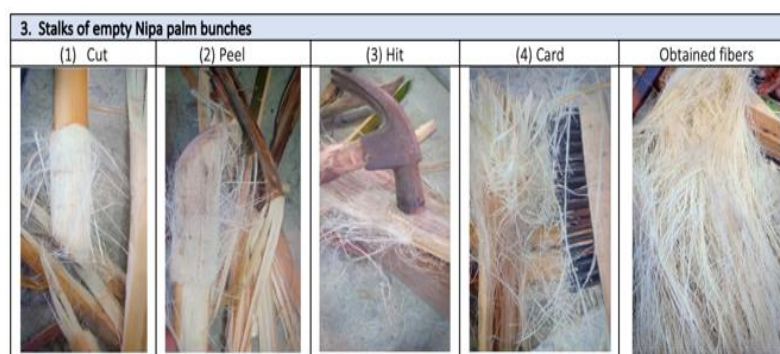 3. Stalks of empty Nipa palm bunches
(1) Cut
(2) Peel
(3) Hit
(4) Card
Obtained fibers